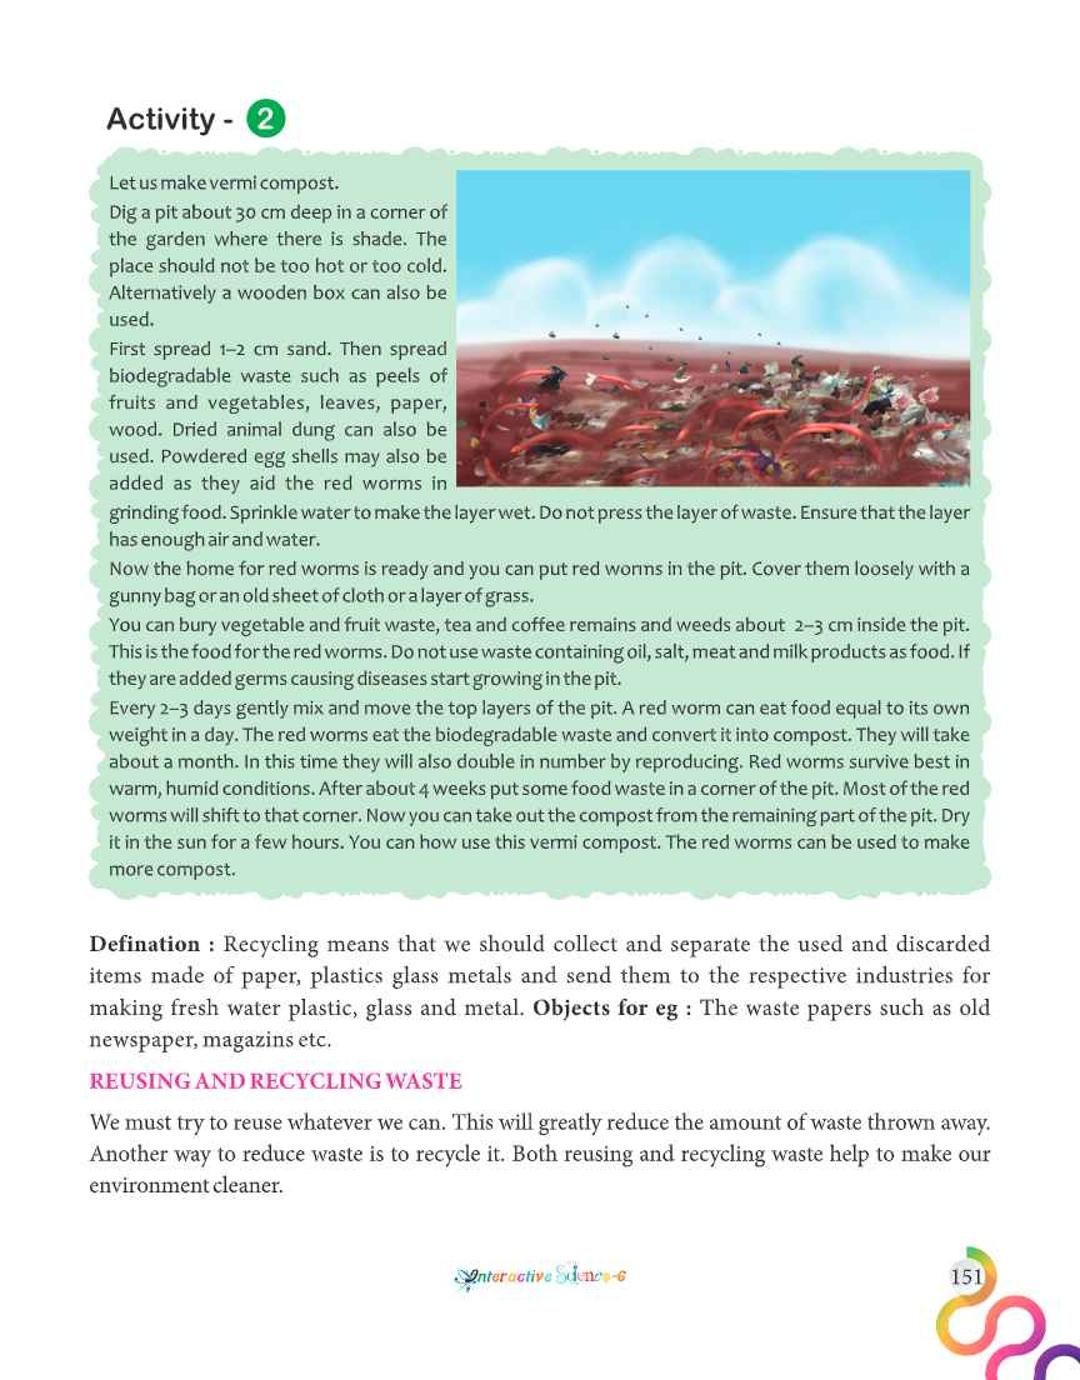 Activity - 2
Let us make vermi compost.
Dig a pit about 30 cm deep in a corner of
the garden where there is shade. The
place should not be too hot or too cold.
Alternatively a wooden box can also be
used.
First spread 1–2 cm sand. Then spread
biodegradable waste such as peels of
fruits and vegetables, leaves, paper,
wood. Dried animal dung can also be
used. Powdered egg shells may also be
added as they aid the red worms in
grinding food. Sprinkle water to make the layer wet. Do not press the layer of waste. Ensure that the layer
has enough air and water.
Now the home for red worms is ready and you can put red worms in the pit. Cover them loosely with a
gunny bag or an old sheet of cloth or a layer of grass.
You can bury vegetable and fruit waste, tea and coffee remains and weeds about 2–3 cm inside the pit.
This is the food for the red worms. Do not use waste containing oil, salt, meat and milk products as food. If
they are added germs causing diseases start growing in the pit.
Every 2–3 days gently mix and move the top layers of the pit. A red worm can eat food equal to its own
weight in a day. The red worms eat the biodegradable waste and convert it into compost. They will take
about a month. In this time they will also double in number by reproducing. Red worms survive best in
warm, humid conditions. After about 4 weeks put some food waste in a corner of the pit. Most of the red
worms will shift to that corner. Now you can take out the compost from the remaining part of the pit. Dry
it in the sun for a few hours. You can how use this vermi compost. The red worms can be used to make
more compost.
Defination : Recycling means that we should collect and separate the used and discarded
items made of paper, plastics glass metals and send them to the respective industries for
making fresh water plastic, glass and metal. Objects for eg : The waste papers such as old
newspaper, magazins etc.
REUSING AND RECYCLING WASTE
We must try to reuse whatever we can. This will greatly reduce the amount of waste thrown away.
Another way to reduce waste is to recycle it. Both reusing and recycling waste help to make our
environment cleaner.
Interactive Science-6
151